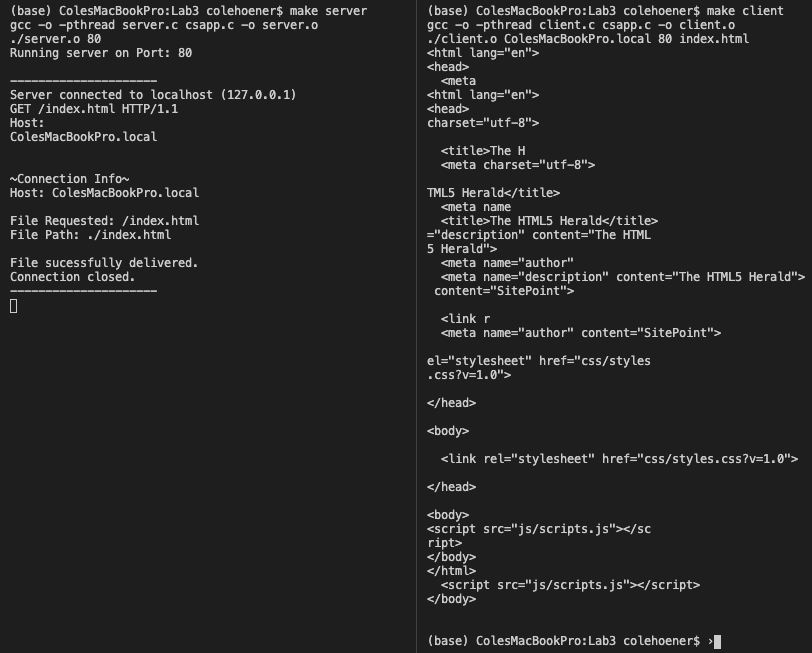 (base) ColesMacBookPro:Lab3 colehoener$ make server
gcc -o -pthread server.c csapp.c -o server.o
./server.o 80
Running server on Port: 80
---------------------
Server connected to localhost (127.0.0.1)
GET /index.html HTTP/1.1
Host:
ColesMacBookPro.local
~Connection Info~
Host: ColesMacBookPro.local
File Requested: /index.html
File Path: ./index.html
File sucessfully delivered.
Connection closed.
---------------------
(base) ColesMacBookPro:Lab3 colehoener$ make client
gcc -o -pthread client.c csapp.c -o client.o
./client.o ColesMacBookPro.local 80 index.html
<html lang="en">
<head>
  <meta
<html lang="en">
<head>
charset="utf-8">
  <title>The H
  <meta charset="utf-8">
TML5 Herald</title>
  <meta name
  <title>The HTML5 Herald</title>
="description" content="The HTML
5 Herald">
  <meta name="author"
  <meta name="description" content="The HTML5 Herald">
 content="SitePoint">
  <link r
  <meta name="author" content="SitePoint">
el="stylesheet" href="css/styles
.css?v=1.0">
</head>
<body>
  <link rel="stylesheet" href="css/styles.css?v=1.0">
</head>
<body>
<script src="js/scripts.js"></sc
ript>
</body>
</html>
  <script src="js/scripts.js"></script>
</body>
(base) ColesMacBookPro:Lab3 colehoener$ ›